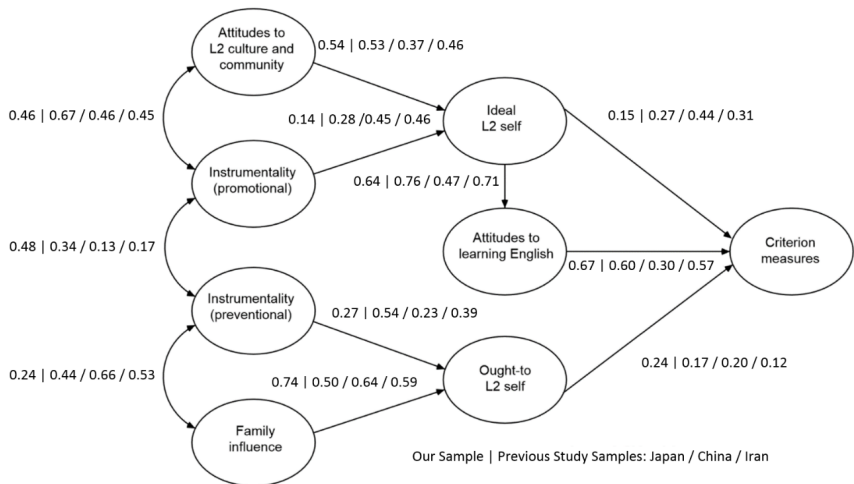 Attitudes to
L2 culture and
community
0.54 | 0.53 / 0.37 / 0.46
0.46 | 0.67 / 0.46 / 0.45
0.14 | 0.28 /0.45 / 0.46
Ideal
L2 self
0.15 | 0.27 / 0.44 / 0.31
Instrumentality
(promotional)
0.64 | 0.76 / 0.47 / 0.71
0.48 | 0.34 / 0.13 / 0.17
Attitudes to
learning English
0.67 | 0.60 / 0.30 / 0.57
Criterion
measures
Instrumentality
(preventional)
0.27 | 0.54 / 0.23 / 0.39
0.24 | 0.44 / 0.66 / 0.53
0.74 | 0.50 / 0.64 / 0.59
Ought-to
L2 self
0.24 | 0.17 / 0.20 / 0.12
Family
influence
Our Sample | Previous Study Samples: Japan / China / Iran